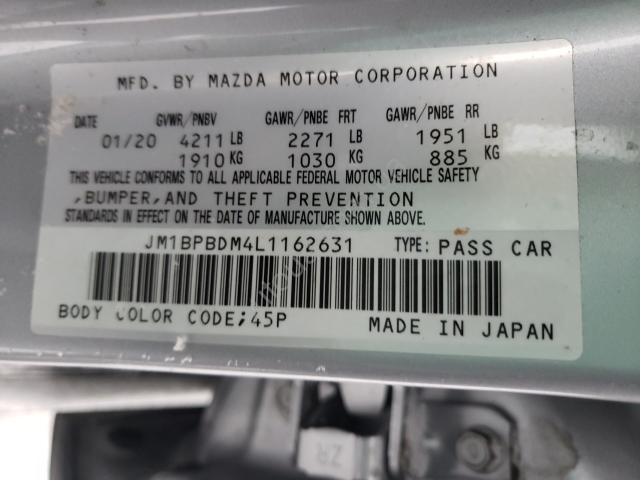 MFD. BY MAZDA MOTOR CORPORATION
DATE GVWR/PNBV GAWR/PNBE FRT GAWR/PNBE RR
01/20 4211 LB 2271 LB 1951 LB
1910 KG 1030 KG 885 KG
THIS VEHICLE CONFORMS TO ALL APPLICABLE FEDERAL MOTOR VEHICLE SAFETY
,BUMPER,AND THEFT PREVENTION
STANDARDS IN EFFECT ON THE DATE OF MANUFACTURE SHOWN ABOVE.
JM1BPBDM4L1162631 TYPE: PASS CAR
BODY COLOR CODE;45P MADE IN JAPAN
ZR